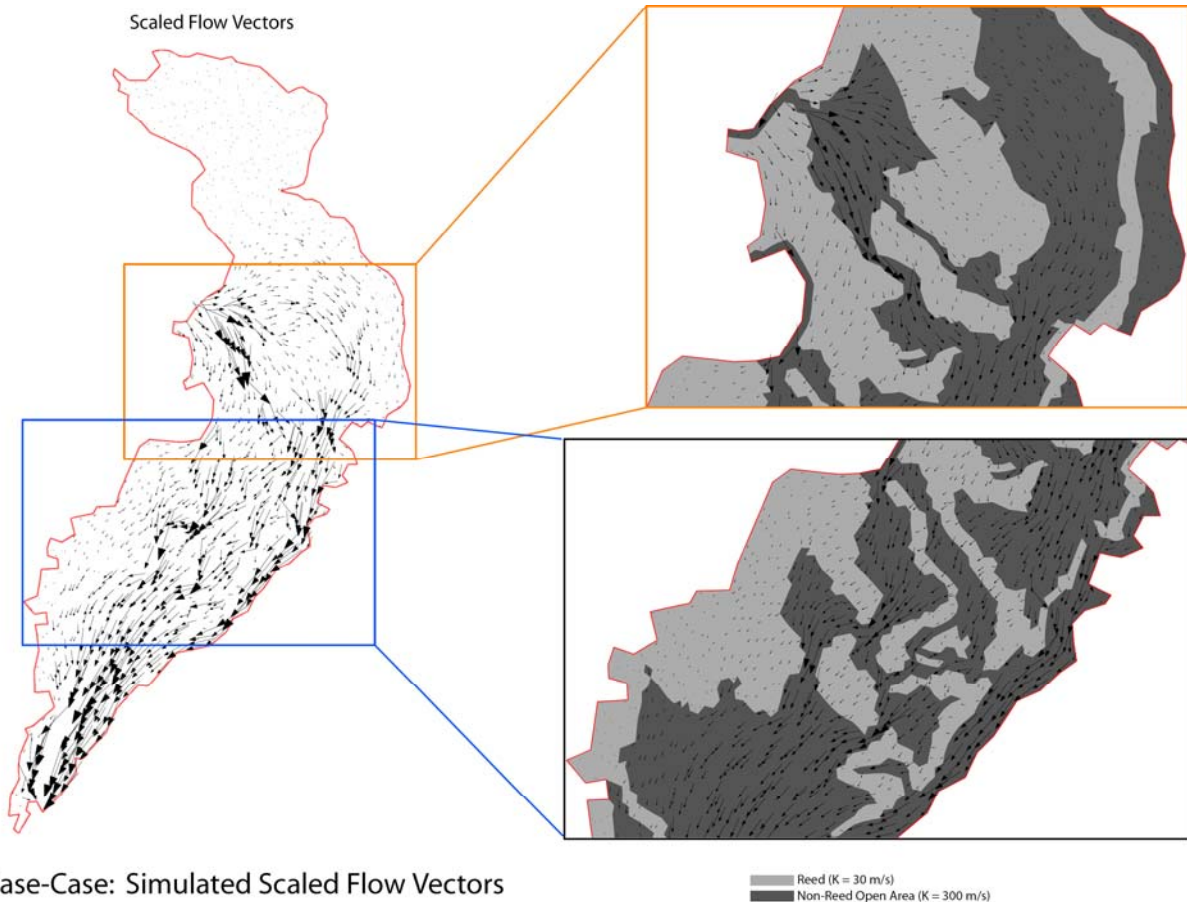 Scaled Flow Vectors
ase-Case: Simulated Scaled Flow Vectors
Reed (K = 30 m/s)
Non-Reed Open Area (K = 300 m/s)